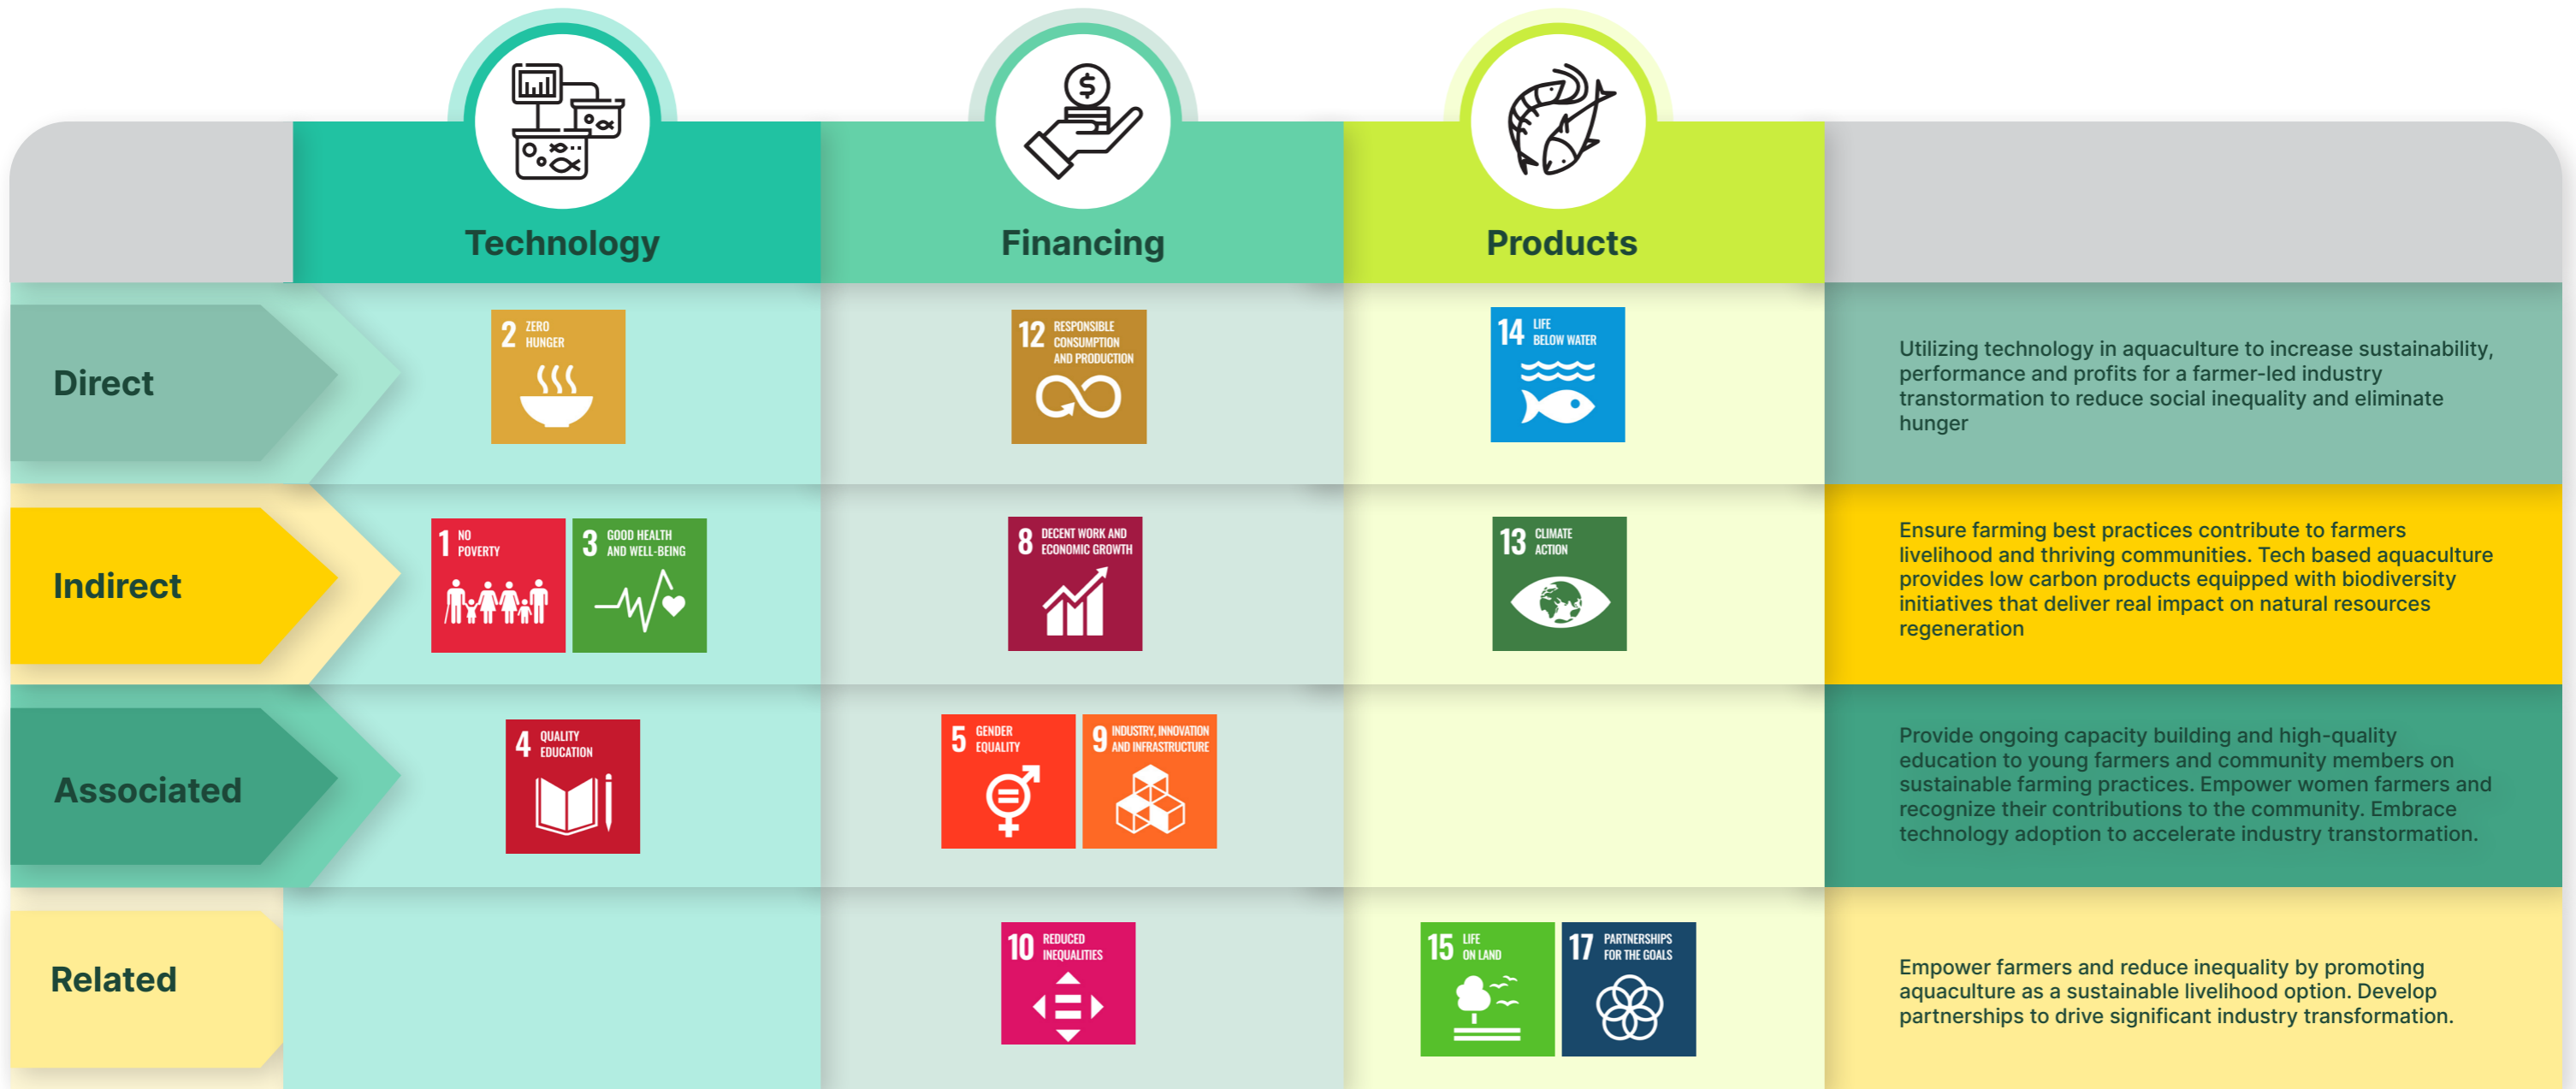 Technology
Financing
Products
Direct
2 ZERO
HUNGER
12 RESPONSIBLE
CONSUMPTION
AND PRODUCTION
14 LIFE
BELOW WATER
Utilizing technology in aquaculture to increase sustainability,
performance and profits for a farmer-led industry
transtormation to reduce social inequality and eliminate
hunger
Indirect
1 NO
POVERTY
3 GOOD HEALTH
AND WELL-BEING
8 DECENT WORK AND
ECONOMIC GROWTH
13 CLIMATE
ACTION
Ensure farming best practices contribute to farmers
livelihood and thriving communities. Tech based aquaculture
provides low carbon products equipped with biodiversity
initiatives that deliver real impact on natural resources
regeneration
Associated
4 QUALITY
EDUCATION
5 GENDER
EQUALITY
9 INDUSTRY, INNOVATION
AND INFRASTRUCTURE
Provide ongoing capacity building and high-quality
education to young farmers and community members on
sustainable farming practices. Empower women farmers and
recognize their contributions to the community. Embrace
technology adoption to accelerate industry transtormation.
Related
10 REDUCED
INEQUALITIES
15 LIFE
ON LAND
17 PARTNERSHIPS
FOR THE GOALS
Empower farmers and reduce inequality by promoting
aquaculture as a sustainable livelihood option. Develop
partnerships to drive significant industry transformation.